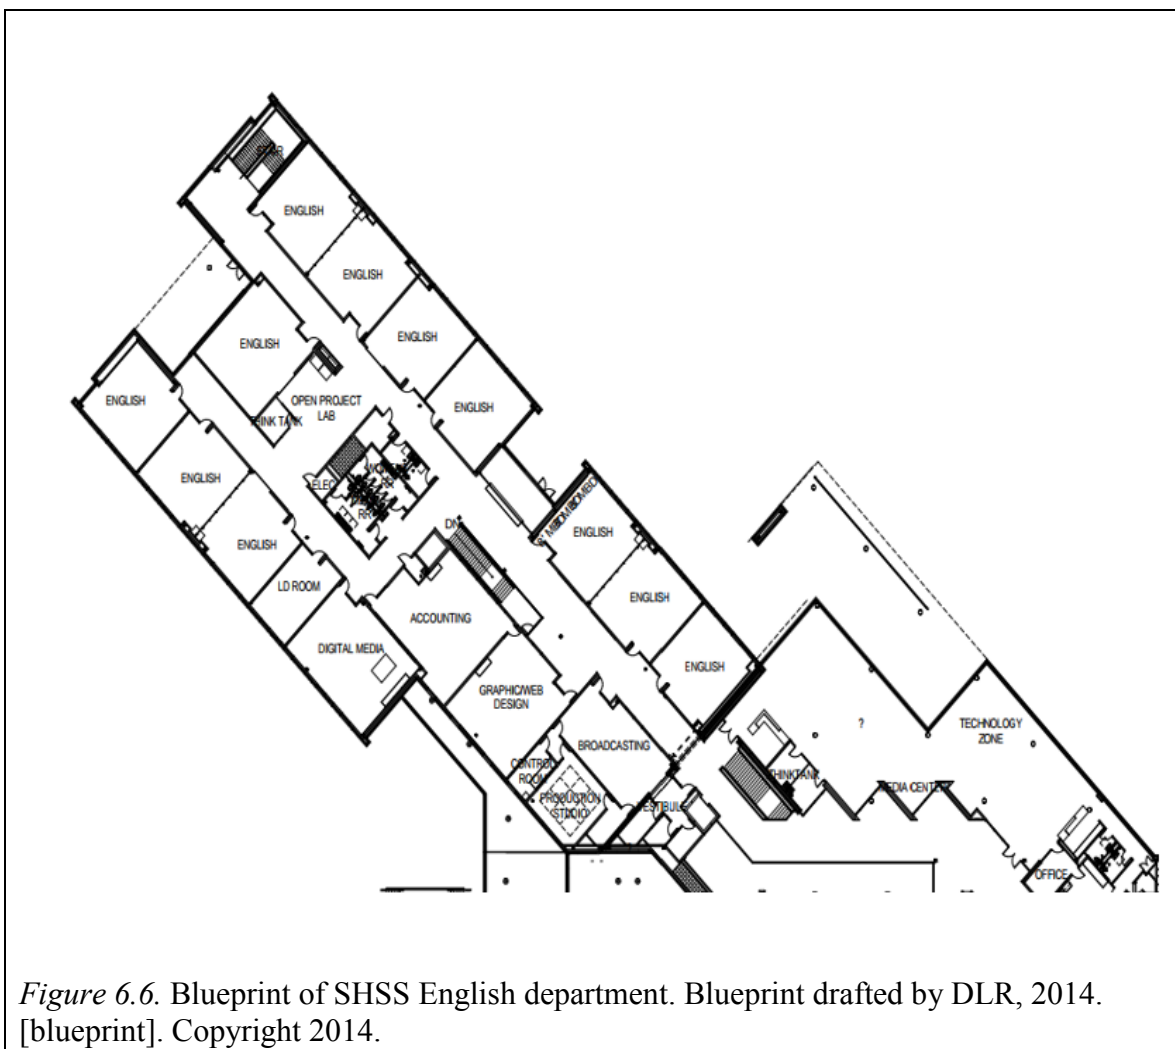 STAIR
ENGLISH
ENGLISH
ENGLISH
ENGLISH
ENGLISH
OPEN PROJECT
LAB
THINK TANK
ENGLISH
ENGLISH
ENGLISH
LD ROOM
DIGITAL MEDIA
ELEC
RR
DN
ACCOUNTING
GRAPHIC/WEB
DESIGN
BROADCASTING
CONTROL
ROOM
PRODUCTION
STUDIO
VESTIBULE
ENGLISH
ENGLISH
ENGLISH
?
THINKTANK
MEDIA CENTER
TECHNOLOGY
ZONE
OFFICE
Figure 6.6. Blueprint of SHSS English department. Blueprint drafted by DLR, 2014.
[blueprint]. Copyright 2014.